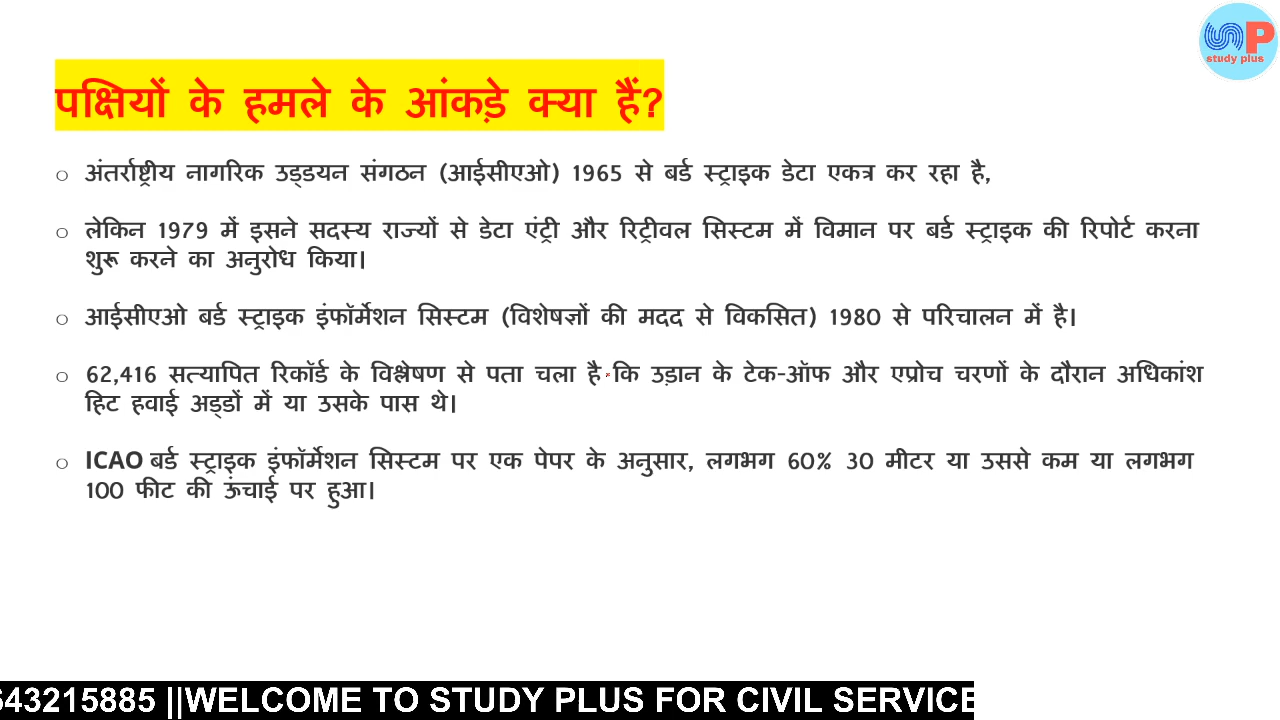 study plus
पक्षियों के हमले के आंकड़े क्या हैं?
o अंतर्राष्ट्रीय नागरिक उड्डयन संगठन (आईसीएओ) 1965 से बर्ड स्ट्राइक डेटा एकत्र कर रहा है,
o लेकिन 1979 में इसने सदस्य राज्यों से डेटा एंट्री और रिट्रीवल सिस्टम में विमान पर बर्ड स्ट्राइक की रिपोर्ट करना
शुरू करने का अनुरोध किया।
o आईसीएओ बर्ड स्ट्राइक इंफॉर्मेशन सिस्टम (विशेषज्ञों की मदद से विकसित) 1980 से परिचालन में है।
o 62,416 सत्यापित रिकॉर्ड के विश्लेषण से पता चला है कि उड़ान के टेक-ऑफ और एप्रोच चरणों के दौरान अधिकांश
हिट हवाई अड्डों में या उसके पास थे।
o ICAO बर्ड स्ट्राइक इंफॉर्मेशन सिस्टम पर एक पेपर के अनुसार, लगभग 60% 30 मीटर या उससे कम या लगभग
100 फीट की ऊंचाई पर हुआ।
643215885 ||WELCOME TO STUDY PLUS FOR CIVIL SERVICE